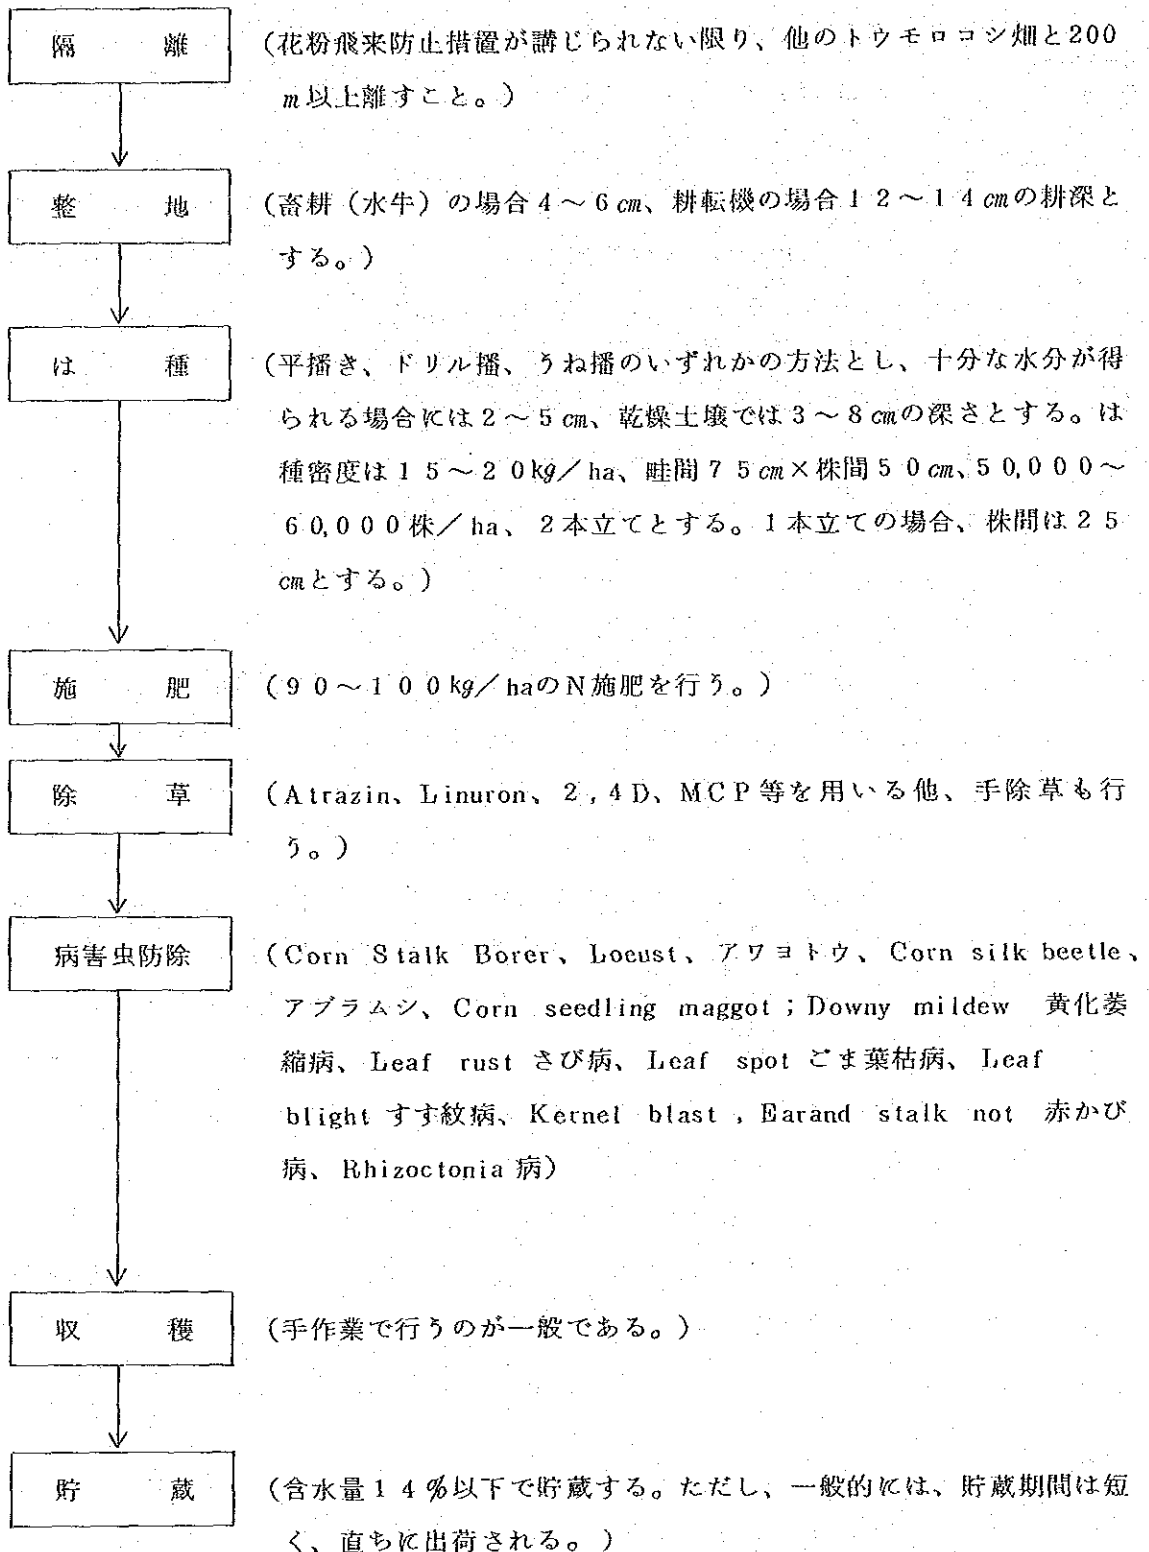 隔離 (花粉飛来防止措置が講じられない限り、他のトウモロコシ畑と200
m以上離すこと。)
整地 (畜耕(水牛)の場合4~6cm、耕転機の場合12~14cmの耕深と
する。)
は種 (平播き、ドリル播、うね播のいずれかの方法とし、十分な水分が得
られる場合には2~5cm、乾燥土壌では3~8cmの深さとする。は
種密度は15~20kg/ha、畦間75cm×株間50cm、50,000~
60,000株/ha、2本立てとする。1本立ての場合、株間は25
cmとする。)
施肥 (90~100kg/haのN施肥を行う。)
除草 (Atrazin、Linuron、2,4D、MCP等を用いる他、手除草も行
う。)
病害虫防除 (Corn Stalk Borer、Locust、アワヨトウ、Corn silk beetle、
アブラムシ、Corn seedling maggot;Downy mildew 黄化萎
縮病、Leaf rust さび病、Leaf spot ごま葉枯病、Leaf
blight すす紋病、Kernel blast , Earand stalk not 赤かび
病、Rhizoctonia 病)
収穫 (手作業で行うのが一般である。)
貯蔵 (含水量14%以下で貯蔵する。ただし、一般的には、貯蔵期間は短
く、直ちに出荷される。)